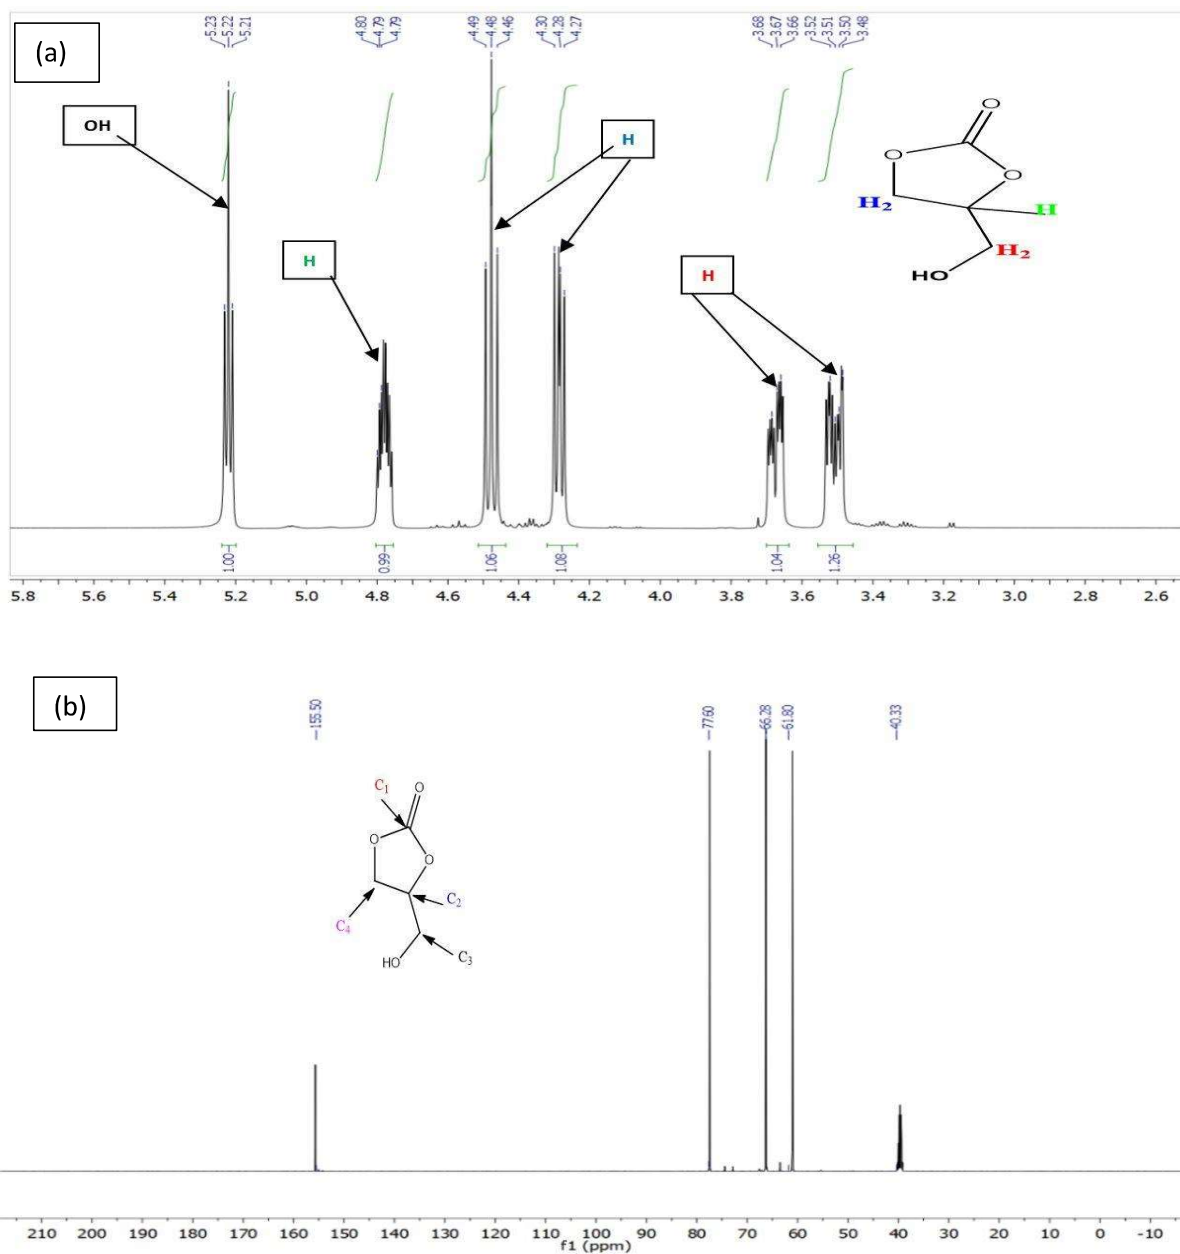 (a)
5.23
5.22
5.21
4.80
4.79
4.79
4.49
4.48
4.46
4.30
4.28
4.27
3.68
3.67
3.66
3.52
3.51
3.50
3.48
OH
H
H
H
O
O
O
H2
H
H2
HO
1.00
0.99
1.06
1.08
1.04
1.26
5.8 5.6 5.4 5.2 5.0 4.8 4.6 4.4 4.2 4.0 3.8 3.6 3.4 3.2 3.0 2.8 2.6
(b)
155.50
77.60
66.28
61.80
40.33
C1
O
O
O
C2
C4
HO
C3
210 200 190 180 170 160 150 140 130 120 110 100 90 80 70 60 50 40 30 20 10 0 -10
f1 (ppm)